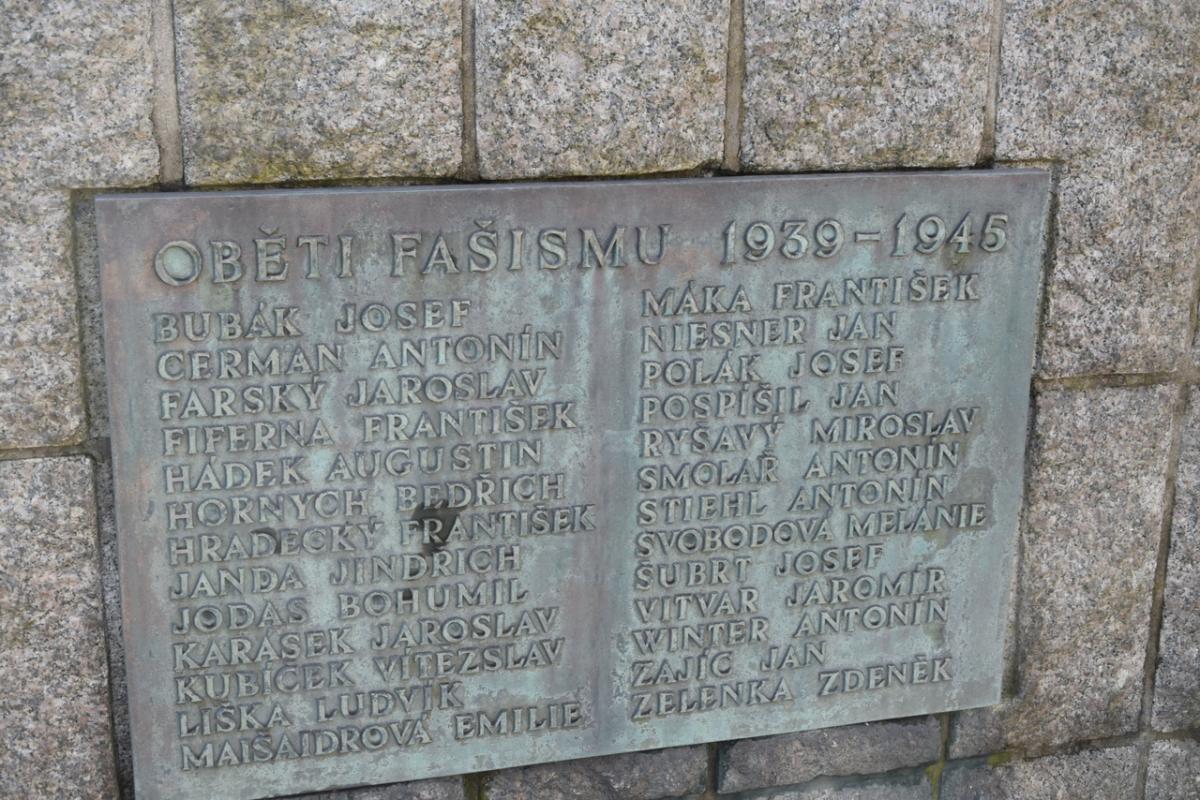 OBĚTI FAŠISMU 1939-1945
BUBÁK JOSEF
CERMAN ANTONÍN
FARSKÝ JAROSLAV
FIFERNA FRANTIŠEK
HÁDEK AUGUSTIN
HORNYCH BEDŘICH
HRADECKÝ FRANTIŠEK
JANDA JINDRICH
JODAS BOHUMIL
KARÁSEK JAROSLAV
KUBÍČEK VÍTĚZSLAV
LIŠKA LUDVÍK
MAIŠAIDROVÁ EMILIE
MÁKA FRANTIŠEK
NIESNER JAN
POLÁK JOSEF
POSPÍŠIL JAN
RYŠAVÝ MIROSLAV
SMOLAŘ ANTONÍN
STIEHL ANTONÍN
SVOBODOVÁ MELÁNIE
ŠUBRT JOSEF
VITVAR JAROMÍR
WINTER ANTONÍN
ZAJÍC JAN
ZELENKA ZDENĚK